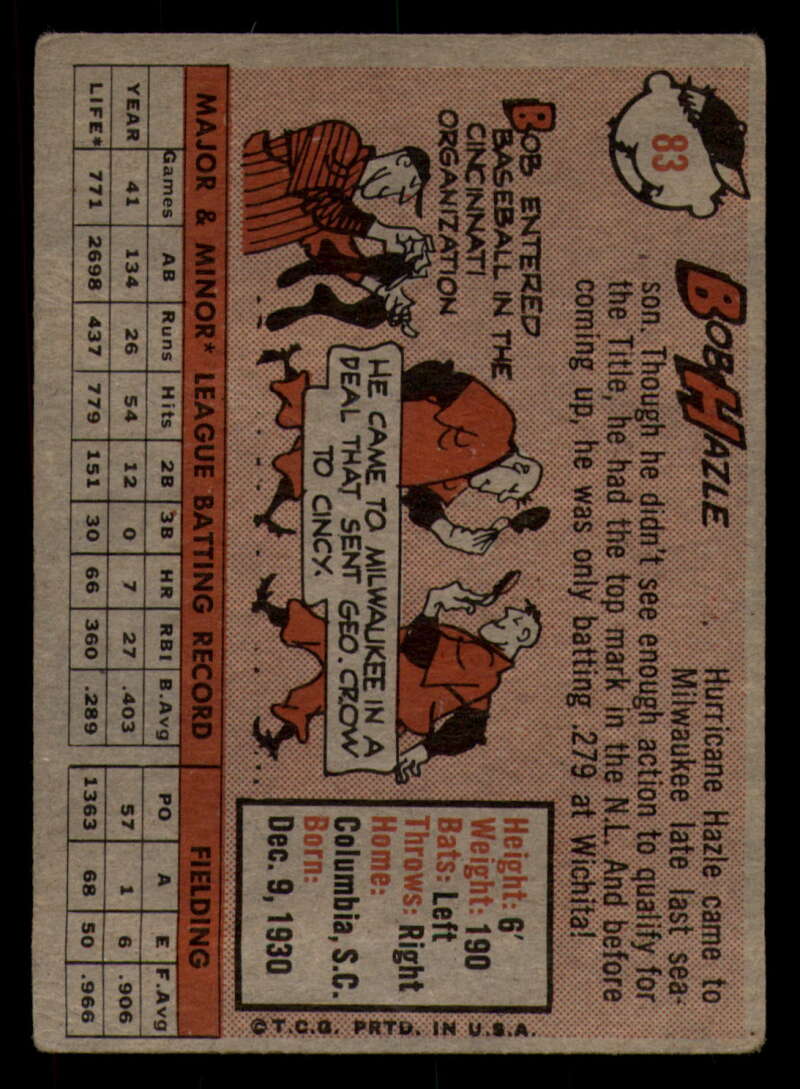 83
BOB HAZLE
Hurricane Hazle came to
Milwaukee late last sea-
son. Though he didn't see enough action to qualify for
the Title, he had the top mark in the N.L. And before
coming up, he was only batting .279 at Wichita!
BOB ENTERED
BASEBALL IN THE
CINCINNATI
ORGANIZATION
HE CAME TO MILWAUKEE IN A
DEAL THAT SENT GEO. CROW
TO CINCY.
Height: 6'
Weight: 190
Bats: Left
Throws: Right
Home:
Columbia, S.C.
Born:
Dec. 9, 1930
©T.C.G. PRTD. IN U.S.A.
MAJOR & MINOR* LEAGUE BATTING RECORD FIELDING
Games AB Runs Hits 2B 3B HR RBI B.Avg PO A E F.Avg
YEAR 41 134 26 54 12 0 7 27 .403 57 1 6 .906
LIFE* 771 2698 437 779 151 30 66 360 .289 1363 68 50 .966